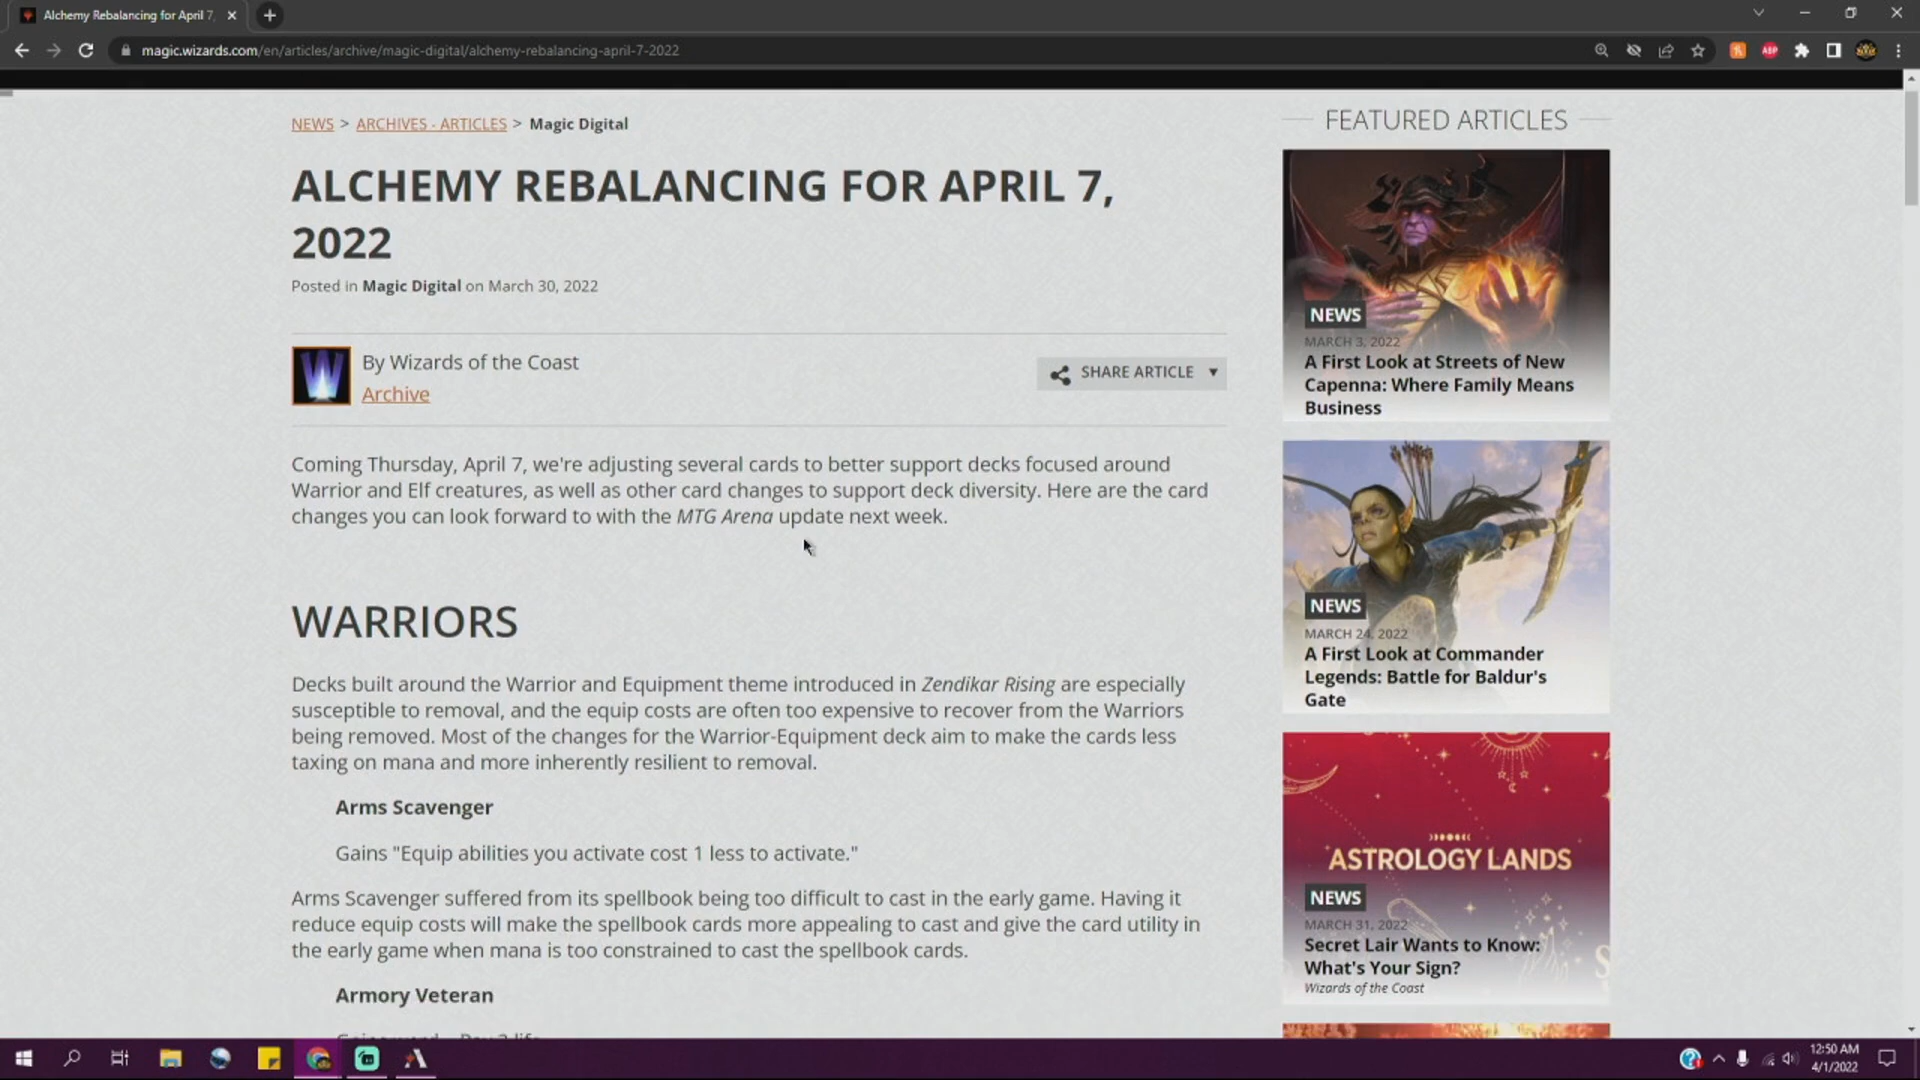 Alchemy Rebalancing for April 7,
magic.wizards.com/en/articles/archive/magic-digital/alchemy-rebalancing-april-7-2022
ABP
NEWS > ARCHIVES - ARTICLES > Magic Digital
ALCHEMY REBALANCING FOR APRIL 7,
2022
Posted in Magic Digital on March 30, 2022
W
By Wizards of the Coast
Archive
SHARE ARTICLE
Coming Thursday, April 7, we're adjusting several cards to better support decks focused around
Warrior and Elf creatures, as well as other card changes to support deck diversity. Here are the card
changes you can look forward to with the MTG Arena update next week.
WARRIORS
Decks built around the Warrior and Equipment theme introduced in Zendikar Rising are especially
susceptible to removal, and the equip costs are often too expensive to recover from the Warriors
being removed. Most of the changes for the Warrior-Equipment deck aim to make the cards less
taxing on mana and more inherently resilient to removal.
Arms Scavenger
Gains "Equip abilities you activate cost 1 less to activate."
Arms Scavenger suffered from its spellbook being too difficult to cast in the early game. Having it
reduce equip costs will make the spellbook cards more appealing to cast and give the card utility in
the early game when mana is too constrained to cast the spellbook cards.
Armory Veteran
FEATURED ARTICLES
NEWS
MARCH 3, 2022
A First Look at Streets of New
Capenna: Where Family Means
Business
NEWS
MARCH 24, 2022
A First Look at Commander
Legends: Battle for Baldur's
Gate
ASTROLOGY LANDS
NEWS
MARCH 31, 2022
Secret Lair Wants to Know:
What's Your Sign?
Wizards of the Coast
12:50 AM
4/1/2022